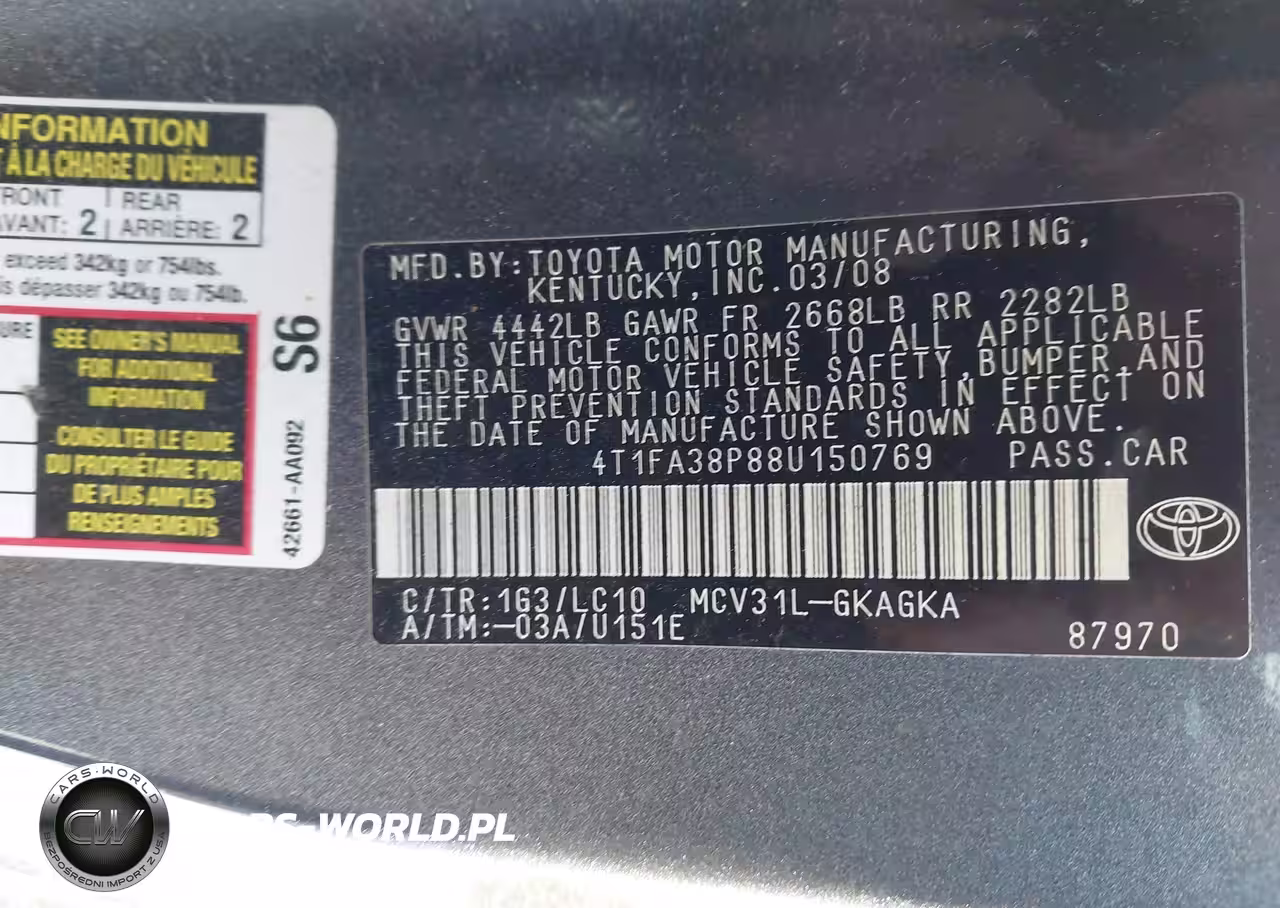 NFORMATION
T À LA CHARGE DU VÉHICULE
FRONT REAR
AVANT: 2 ARRIÈRE: 2
exceed 342kg or 754lbs.
is dépasser 342kg ou 754lb.
URE
SEE OWNER'S MANUAL
FOR ADDITIONAL
INFORMATION
CONSULTER LE GUIDE
DU PROPRIÉTAIRE POUR
DE PLUS AMPLES
RENSEIGNEMENTS
S6
42661-AA092
MFD.BY:TOYOTA MOTOR MANUFACTURING,
KENTUCKY,INC.03/08
GVWR 4442LB GAWR FR 2668LB RR 2282LB
THIS VEHICLE CONFORMS TO ALL APPLICABLE
FEDERAL MOTOR VEHICLE SAFETY,BUMPER,AND
THEFT PREVENTION STANDARDS IN EFFECT ON
THE DATE OF MANUFACTURE SHOWN ABOVE.
4T1FA38P88U150769 PASS.CAR
C/TR:1G3/LC10 MCV31L-GKAGKA
A/TM:-03A/U151E
87970
CARS-WORLD
CW
BEZPOŚREDNI IMPORT Z USA
RS-WORLD.PL